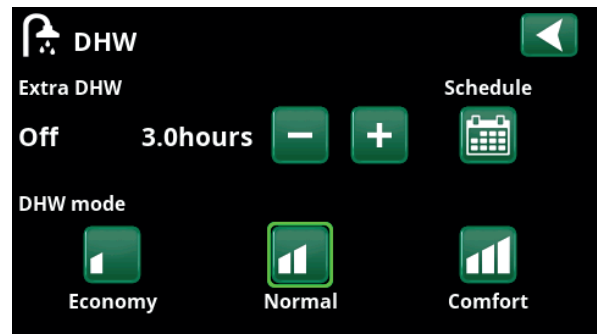 DHW
Extra DHW Schedule
Off 3.0hours - +
DHW mode
Economy Normal Comfort